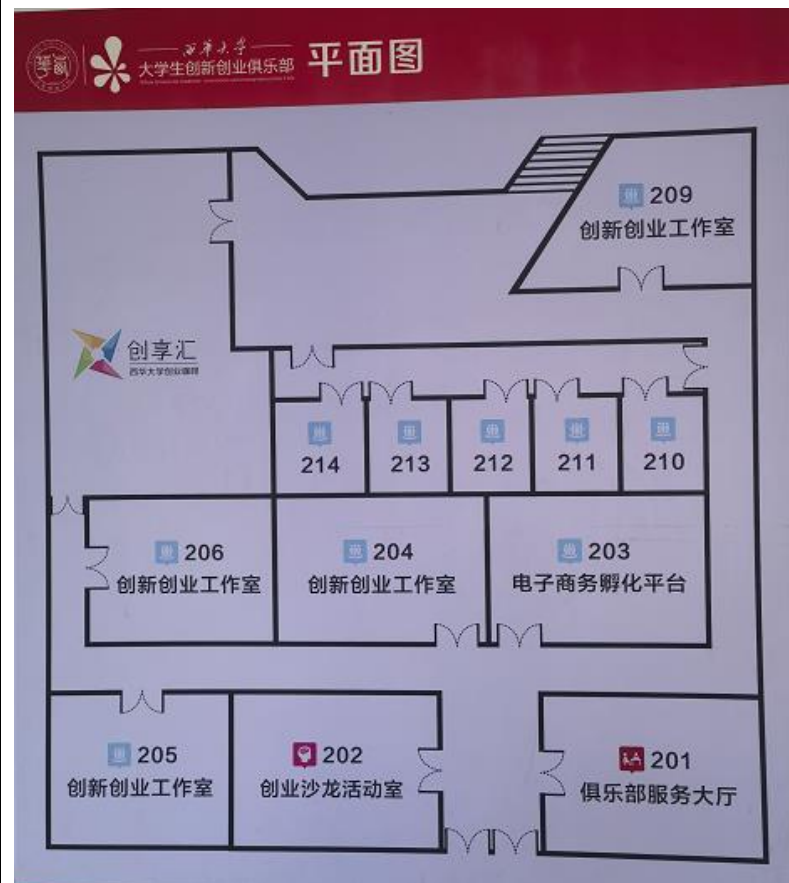 西华大学
大学生创新创业俱乐部
平面图
209
创新创业工作室
创享汇
西华大学创业咖啡
214
213
212
211
210
206
创新创业工作室
204
创新创业工作室
203
电子商务孵化平台
205
创新创业工作室
202
创业沙龙活动室
201
俱乐部服务大厅